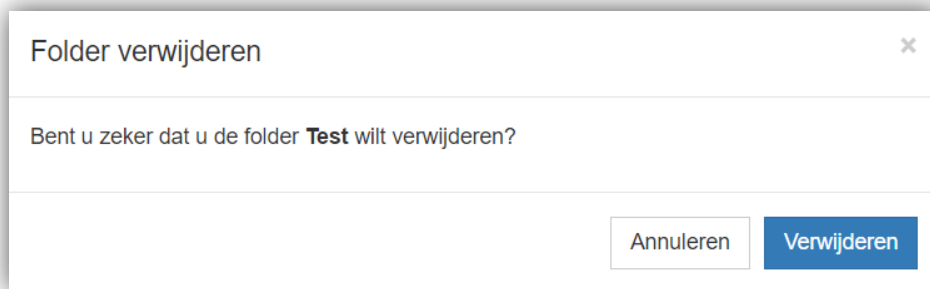 Folder verwijderen
×
Bent u zeker dat u de folder Test wilt verwijderen?
Annuleren
Verwijderen